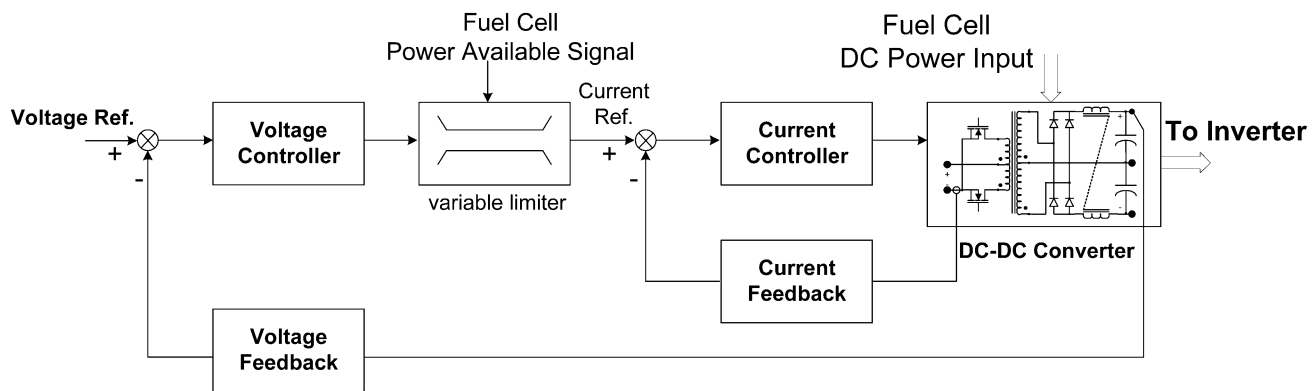 Fuel Cell
Power Available Signal
Fuel Cell
DC Power Input
Voltage Ref.
+
-
Voltage
Controller
variable limiter
Current
Ref.
+
-
Current
Controller
+
-
+
-
To Inverter
DC-DC Converter
Current
Feedback
Voltage
Feedback